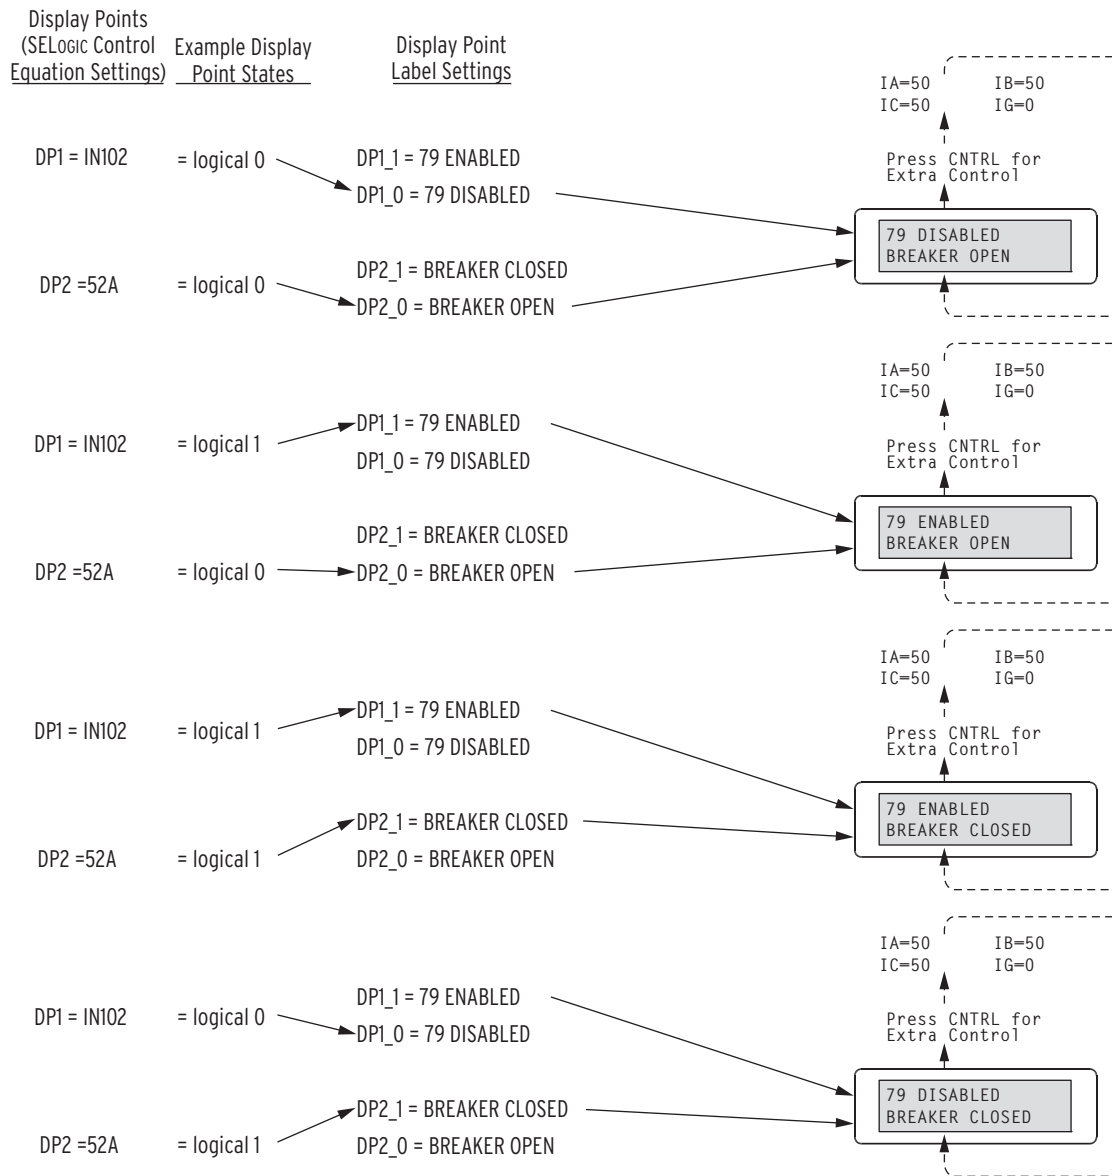 Display Points
(SELOGIC Control
Equation Settings)
Example Display
Point States
Display Point
Label Settings
IA=50 IB=50
IC=50 IG=0
DP1 = IN102 = logical 0
DP1_1 = 79 ENABLED
DP1_0 = 79 DISABLED
Press CNTRL for
Extra Control
79 DISABLED
BREAKER OPEN
DP2 =52A = logical 0
DP2_1 = BREAKER CLOSED
DP2_0 = BREAKER OPEN
IA=50 IB=50
IC=50 IG=0
DP1 = IN102 = logical 1
DP1_1 = 79 ENABLED
DP1_0 = 79 DISABLED
Press CNTRL for
Extra Control
79 ENABLED
BREAKER OPEN
DP2 =52A = logical 0
DP2_1 = BREAKER CLOSED
DP2_0 = BREAKER OPEN
IA=50 IB=50
IC=50 IG=0
DP1 = IN102 = logical 1
DP1_1 = 79 ENABLED
DP1_0 = 79 DISABLED
Press CNTRL for
Extra Control
79 ENABLED
BREAKER CLOSED
DP2 =52A = logical 1
DP2_1 = BREAKER CLOSED
DP2_0 = BREAKER OPEN
IA=50 IB=50
IC=50 IG=0
DP1 = IN102 = logical 0
DP1_1 = 79 ENABLED
DP1_0 = 79 DISABLED
Press CNTRL for
Extra Control
79 DISABLED
BREAKER CLOSED
DP2 =52A = logical 1
DP2_1 = BREAKER CLOSED
DP2_0 = BREAKER OPEN